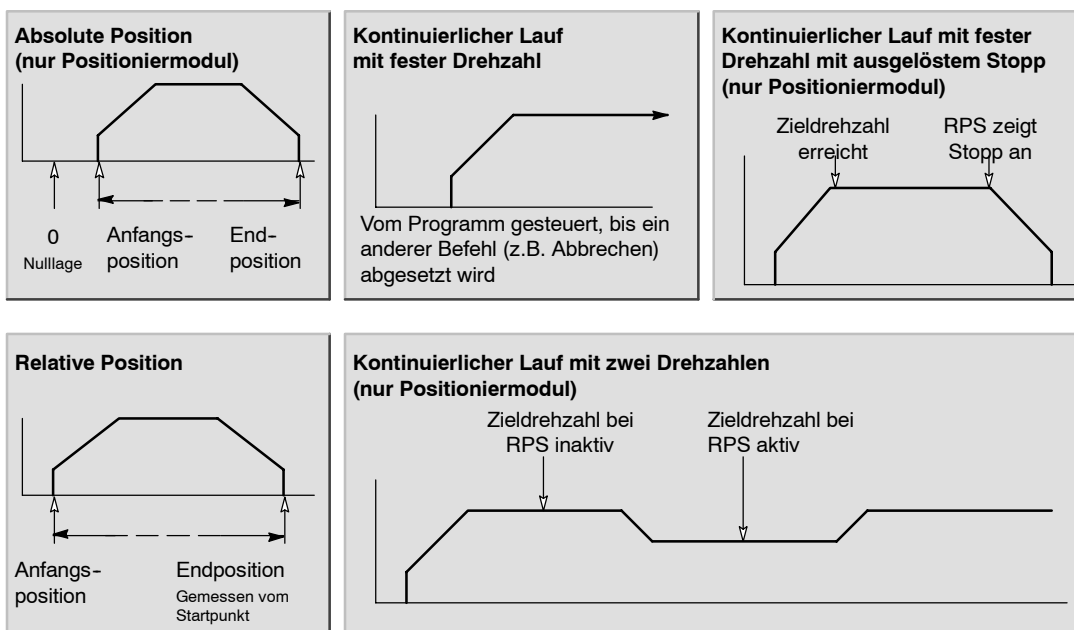 Absolute Position
(nur Positioniermodul)
0
Nulllage
Anfangs-
position
End-
position
Kontinuierlicher Lauf
mit fester Drehzahl
Vom Programm gesteuert, bis ein
anderer Befehl (z.B. Abbrechen)
abgesetzt wird
Kontinuierlicher Lauf mit fester
Drehzahl mit ausgelöstem Stopp
(nur Positioniermodul)
Zieldrehzahl
erreicht
RPS zeigt
Stopp an
Relative Position
Anfangs-
position
Endposition
Gemessen vom
Startpunkt
Kontinuierlicher Lauf mit zwei Drehzahlen
(nur Positioniermodul)
Zieldrehzahl bei
RPS inaktiv
Zieldrehzahl bei
RPS aktiv